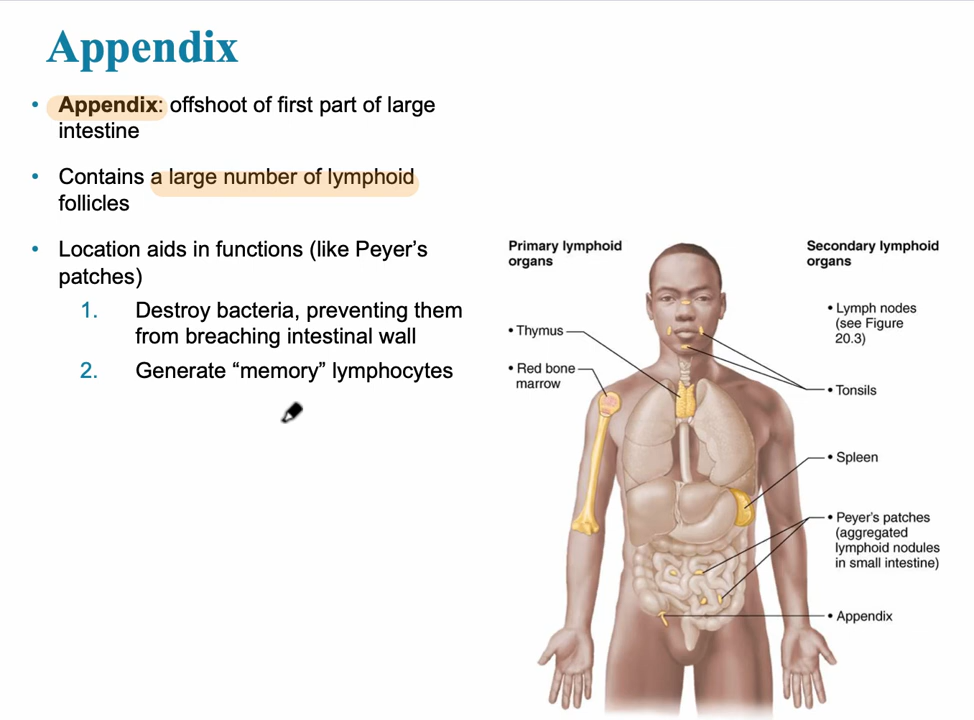 Appendix
• Appendix: offshoot of first part of large
intestine
• Contains a large number of lymphoid
follicles
• Location aids in functions (like Peyer’s
patches)
1. Destroy bacteria, preventing them
from breaching intestinal wall
2. Generate “memory” lymphocytes
Primary lymphoid
organs
• Thymus
• Red bone
marrow
Secondary lymphoid
organs
• Lymph nodes
(see Figure
20.3)
• Tonsils
• Spleen
• Peyer’s patches
(aggregated
lymphoid nodules
in small intestine)
• Appendix